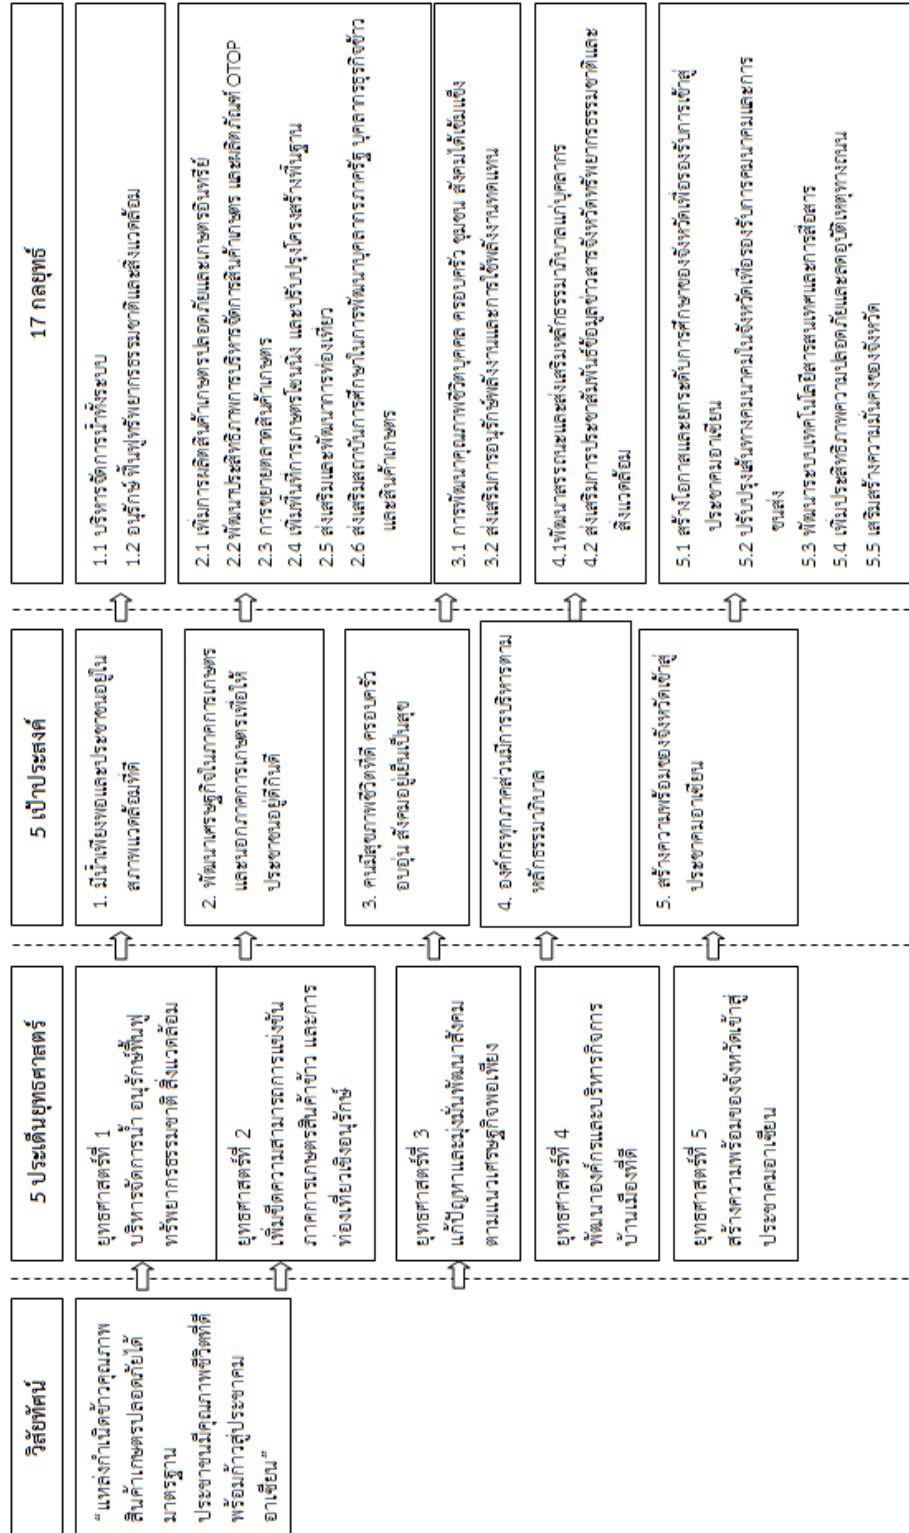 วิสัยทัศน์
“แหล่งกำเนิดข้าวคุณภาพ
สินค้าเกษตรปลอดภัยได้
มาตรฐาน
ประชาชนมีคุณภาพชีวิตที่ดี
พร้อมก้าวสู่ประชาคม
อาเซียน”
5 ประเด็นยุทธศาสตร์
ยุทธศาสตร์ที่ 1
บริหารจัดการน้ำ อนุรักษ์ฟื้นฟู
ทรัพยากรธรรมชาติ สิ่งแวดล้อม
ยุทธศาสตร์ที่ 2
เพิ่มขีดความสามารถการแข่งขัน
ภาคการเกษตรสินค้าข้าว และการ
ท่องเที่ยวเชิงอนุรักษ์
ยุทธศาสตร์ที่ 3
แก้ปัญหาและมุ่งมั่นพัฒนาสังคม
ตามแนวเศรษฐกิจพอเพียง
ยุทธศาสตร์ที่ 4
พัฒนาองค์กรและบริหารกิจการ
บ้านเมืองที่ดี
ยุทธศาสตร์ที่ 5
สร้างความพร้อมของจังหวัดเข้าสู่
ประชาคมอาเซียน
5 เป้าประสงค์
1. มีน้ำเพียงพอและประชาชนอยู่ใน
สภาพแวดล้อมที่ดี
2. พัฒนาเศรษฐกิจในภาคการเกษตร
และนอกภาคการเกษตรเพื่อให้
ประชาชนอยู่ดีกินดี
3. คนมีสุขภาพชีวิตที่ดี ครอบครัว
อบอุ่น สังคมอยู่เย็นเป็นสุข
4. องค์กรทุกภาคส่วนมีการบริหารตาม
หลักธรรมาภิบาล
5. สร้างความพร้อมของจังหวัดเข้าสู่
ประชาคมอาเซียน
17 กลยุทธ์
1.1 บริหารจัดการน้ำทั้งระบบ
1.2 อนุรักษ์ ฟื้นฟูทรัพยากรธรรมชาติและสิ่งแวดล้อม
2.1 เพิ่มการผลิตสินค้าเกษตรปลอดภัยและเกษตรอินทรีย์
2.2 พัฒนาประสิทธิภาพการบริหารจัดการสินค้าเกษตร และผลิตภัณฑ์ OTOP
2.3 การขยายตลาดสินค้าเกษตร
2.4 เพิ่มพื้นที่การเกษตรโซนนิ่ง และปรับปรุงโครงสร้างพื้นฐาน
2.5 ส่งเสริมและพัฒนาการท่องเที่ยว
2.6 ส่งเสริมสถาบันการศึกษาในการพัฒนาบุคลากรภาครัฐ บุคลากรธุรกิจข้าว
และสินค้าเกษตร
3.1 การพัฒนาคุณภาพชีวิตบุคคล ครอบครัว ชุมชน สังคมได้เข้มแข็ง
3.2 ส่งเสริมการอนุรักษ์พลังงานและการใช้พลังงานทดแทน
4.1พัฒนาสรรถนะและส่งเสริมหลักธรรมาภิบาลแก่บุคลากร
4.2 ส่งเสริมการประชาสัมพันธ์ข้อมูลข่าวสารจังหวัดทรัพยากรธรรมชาติและ
สิ่งแวดล้อม
5.1 สร้างโอกาสและยกระดับการศึกษาของจังหวัดเพื่อรองรับการเข้าสู่
ประชาคมอาเซียน
5.2 ปรับปรุงเส้นทางคมนาคมในจังหวัดเพื่อรองรับการคมนาคมและการ
ขนส่ง
5.3 พัฒนาระบบเทคโนโลยีสารสนเทศและการสื่อสาร
5.4 เพิ่มประสิทธิภาพความปลอดภัยและลดอุบัติเหตุทางถนน
5.5 เสริมสร้างความมั่นคงของจังหวัด